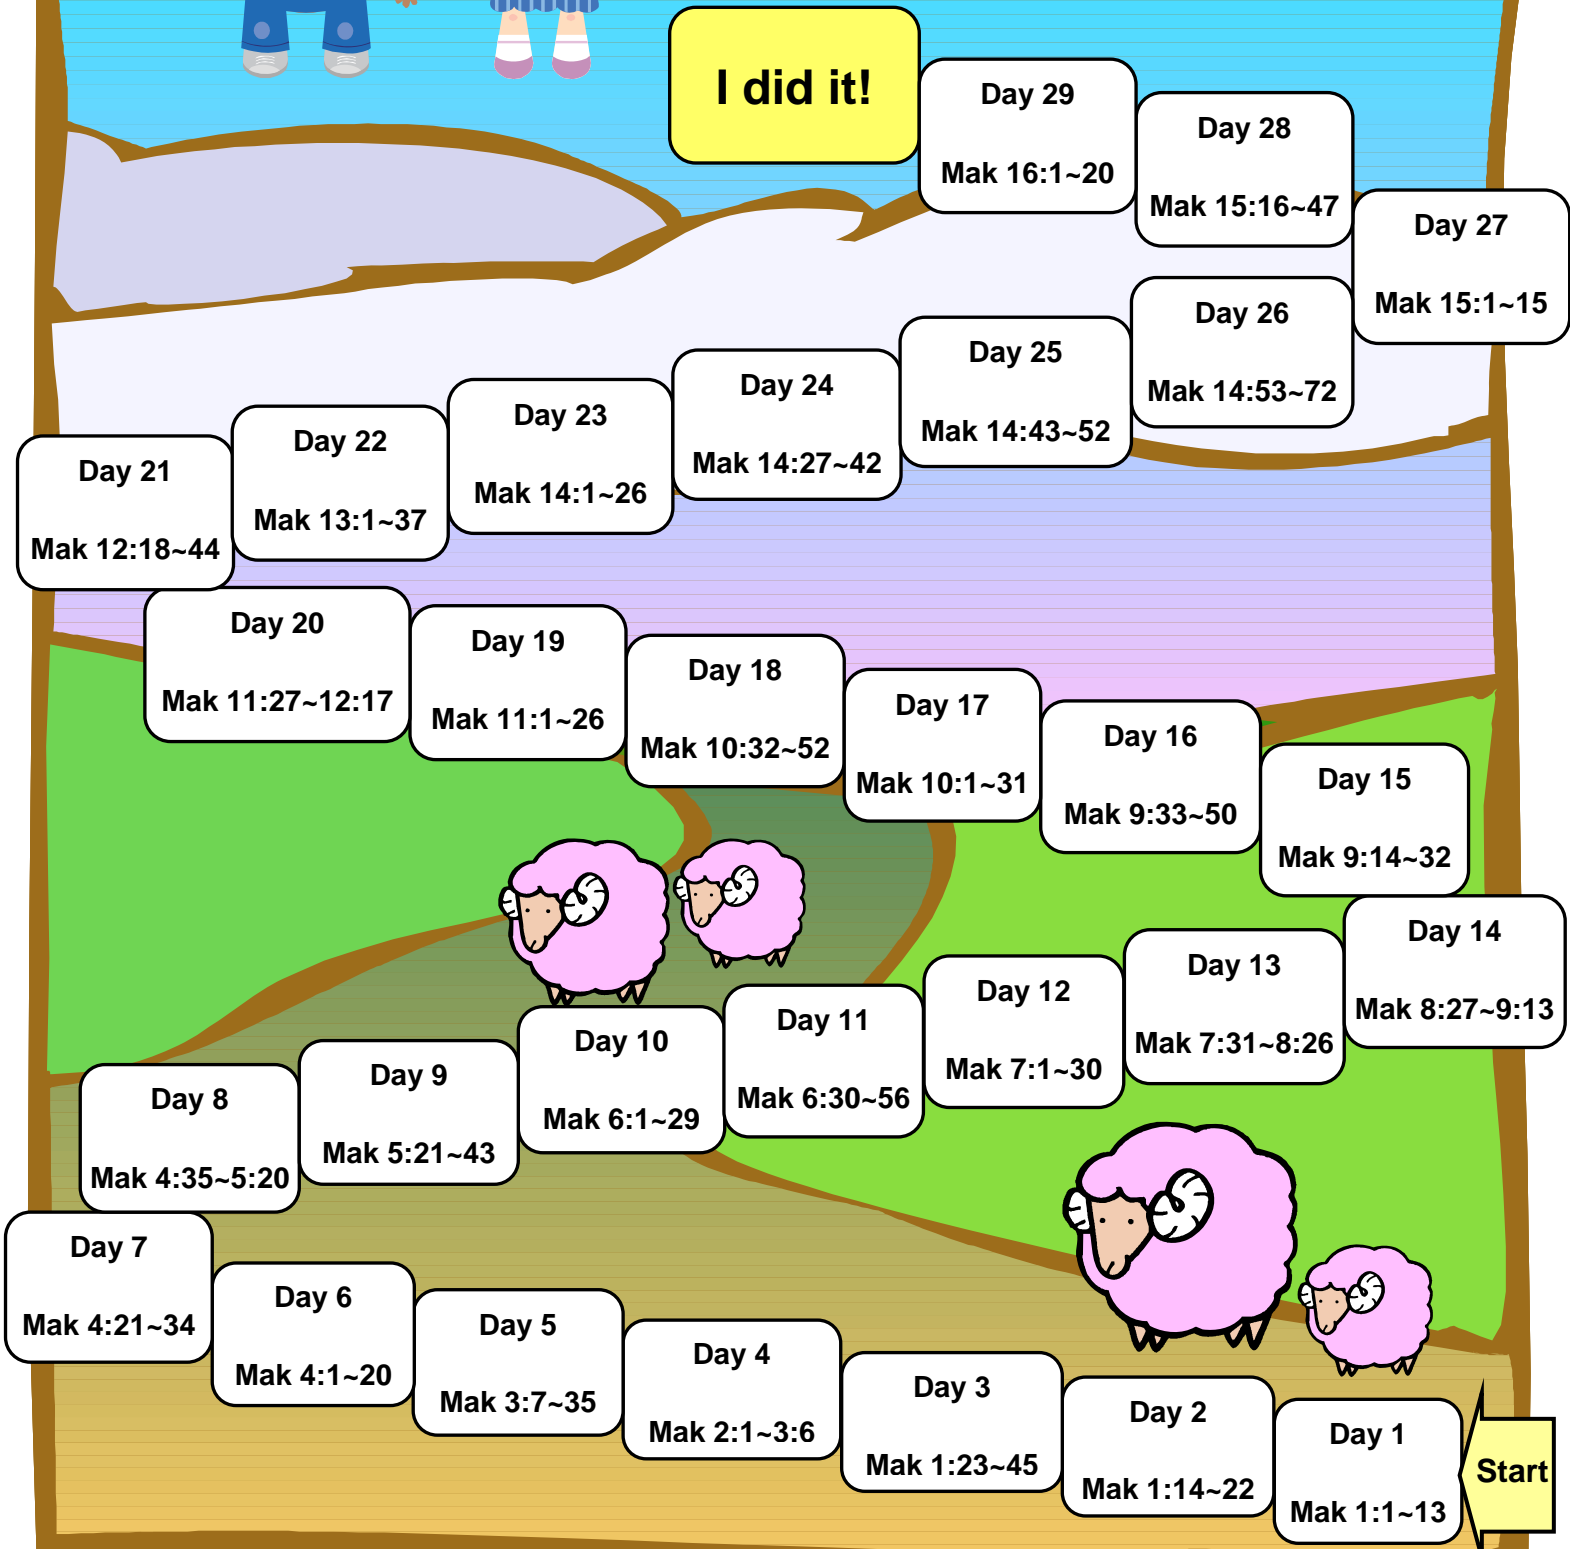 I did it!
Day 29
Mak 16:1~20
Day 28
Mak 15:16~47
Day 27
Mak 15:1~15
Day 26
Mak 14:53~72
Day 25
Mak 14:43~52
Day 24
Mak 14:27~42
Day 23
Mak 14:1~26
Day 22
Mak 13:1~37
Day 21
Mak 12:18~44
Day 20
Mak 11:27~12:17
Day 19
Mak 11:1~26
Day 18
Mak 10:32~52
Day 17
Mak 10:1~31
Day 16
Mak 9:33~50
Day 15
Mak 9:14~32
Day 14
Mak 8:27~9:13
Day 13
Mak 7:31~8:26
Day 12
Mak 7:1~30
Day 11
Mak 6:30~56
Day 10
Mak 6:1~29
Day 9
Mak 5:21~43
Day 8
Mak 4:35~5:20
Day 7
Mak 4:21~34
Day 6
Mak 4:1~20
Day 5
Mak 3:7~35
Day 4
Mak 2:1~3:6
Day 3
Mak 1:23~45
Day 2
Mak 1:14~22
Day 1
Mak 1:1~13
Start